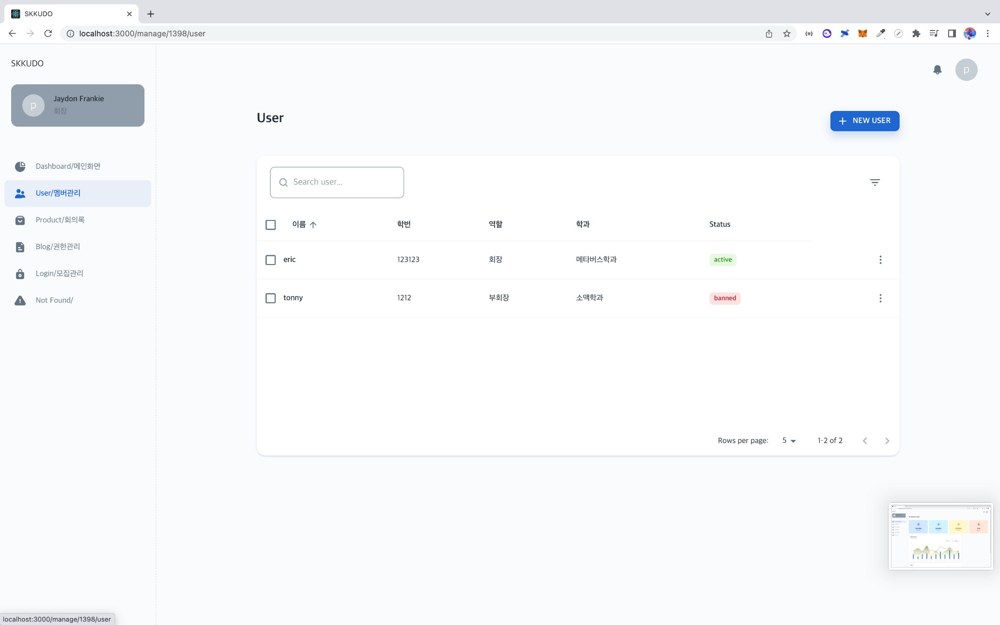 SKKUDO
localhost:3000/manage/1398/user
SKKUDO
p
Jaydon Frankie
회장
p
User
NEW USER
Dashboard/메인화면
User/멤버관리
Product/회의록
Blog/권한관리
Login/모집관리
Not Found/
Search user...
이름 학번 역할 학과 Status
eric 123123 회장 메타버스학과 active
tonny 1212 부회장 소맥학과 banned
Rows per page: 5 1-2 of 2
localhost:3000/manage/1398/user